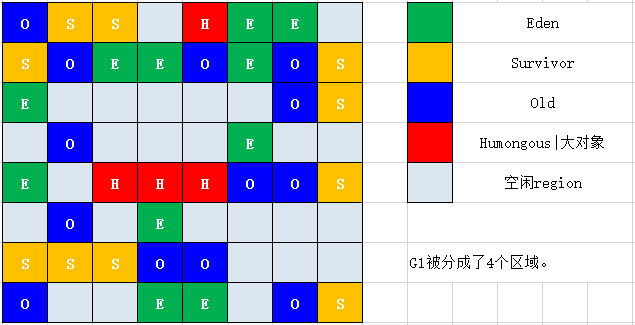 O S S H E E Eden
S O E E O E O S Survivor
E O S Old
O E Humongous|大对象
E H H H O O S 空闲region
O E
S S S O O G1被分成了4个区域。
O E E O S